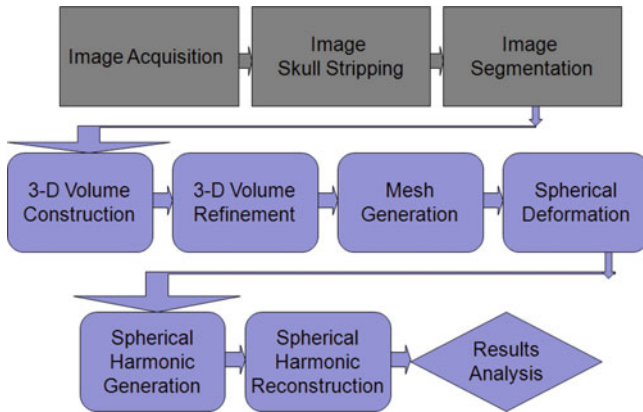 Image Acquisition
Image
Skull Stripping
Image
Segmentation
3-D Volume
Construction
3-D Volume
Refinement
Mesh
Generation
Spherical
Deformation
Spherical
Harmonic
Generation
Spherical
Harmonic
Reconstruction
Results
Analysis